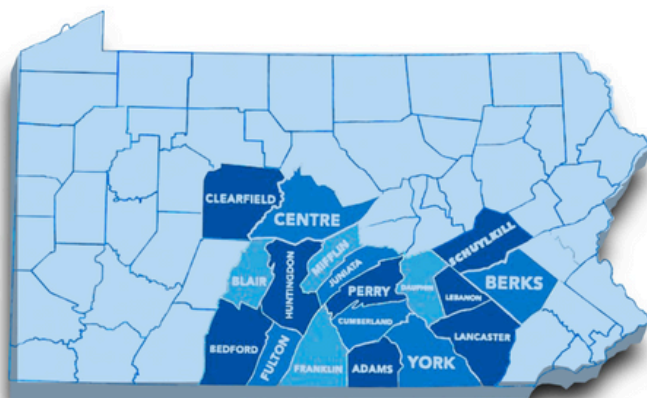 CLEARFIELD
CENTRE
SCHUYLKILL
MIFFLIN
BLAIR
HUNTINGDON
JUNIATA
DAUPHIN
BERKS
PERRY
LEBANON
CUMBERLAND
LANCASTER
BEDFORD
FULTON
FRANKLIN
ADAMS
YORK